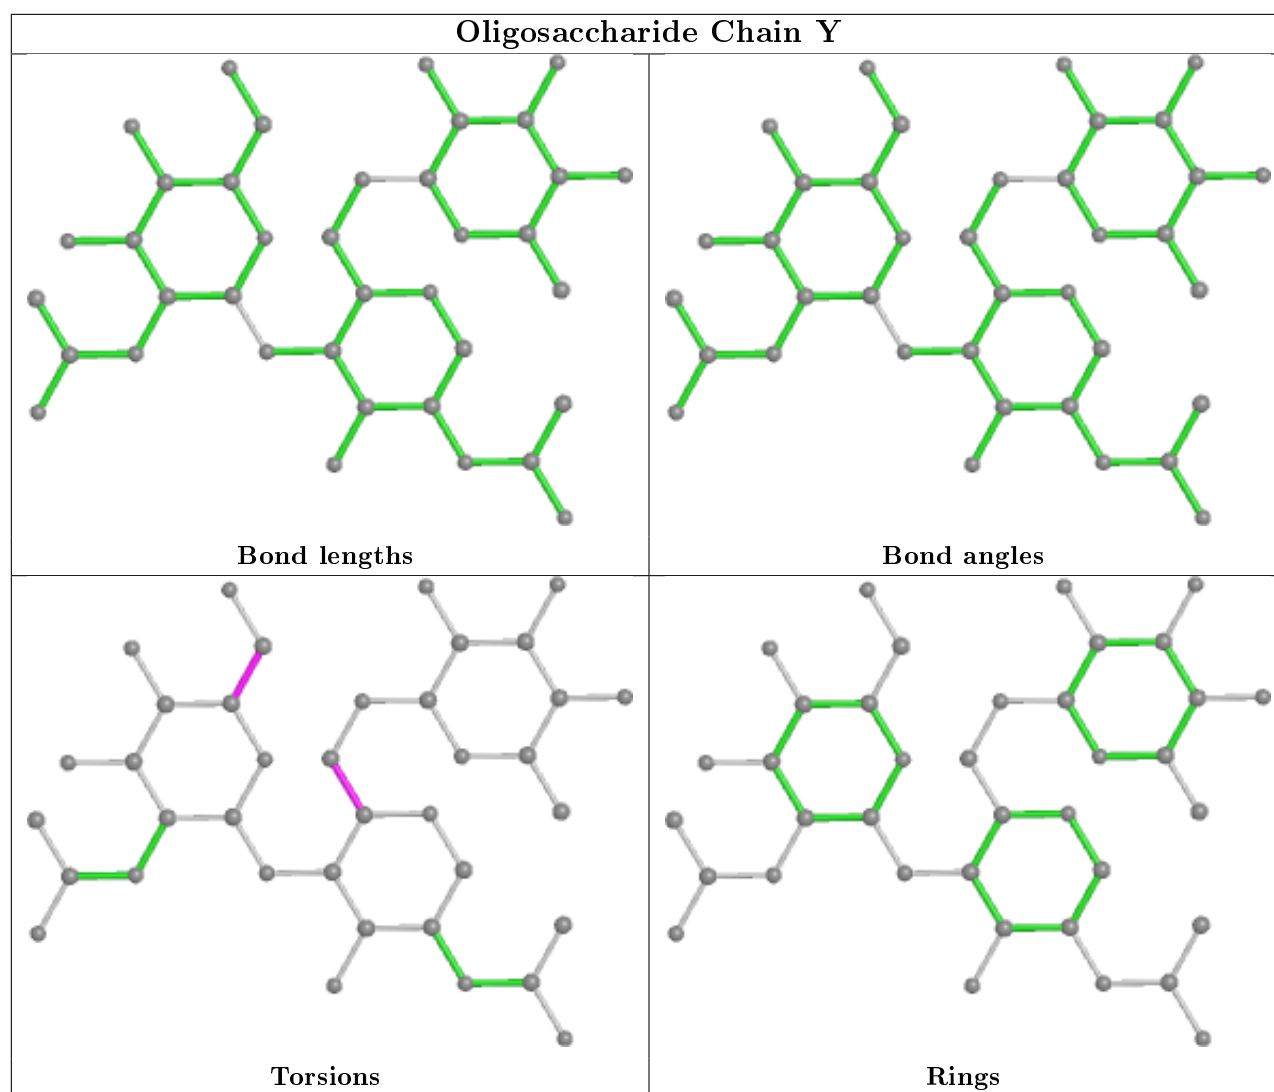 Oligosaccharide Chain Y
Bond lengths
Bond angles
Torsions
Rings